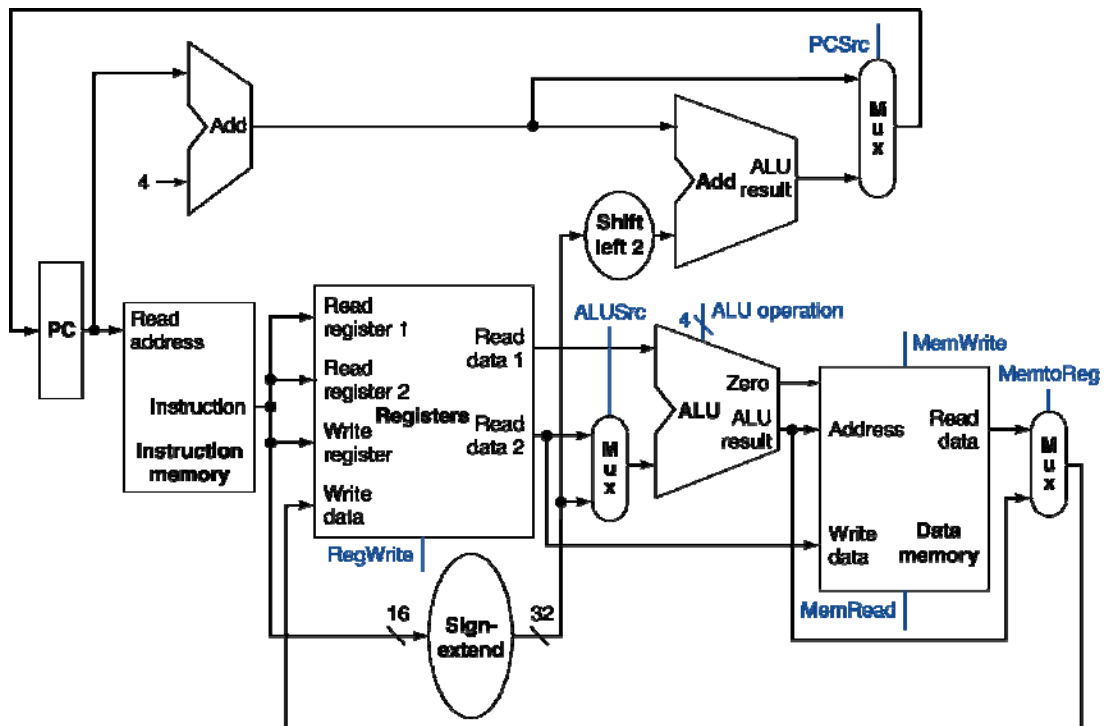 PCSrc
M
u
x
Add
4
Add
ALU
result
Shift
left 2
PC
Read
address
Instruction
Instruction
memory
Read
register 1
Read
register 2
Write
register
Write
data
Registers
Read
data 1
Read
data 2
RegWrite
16
Sign-
extend
32
ALUSrc
M
u
x
4
ALU operation
Zero
ALU
ALU
result
MemWrite
Address
Read
data
Write
data
Data
memory
MemRead
MemtoReg
M
u
x